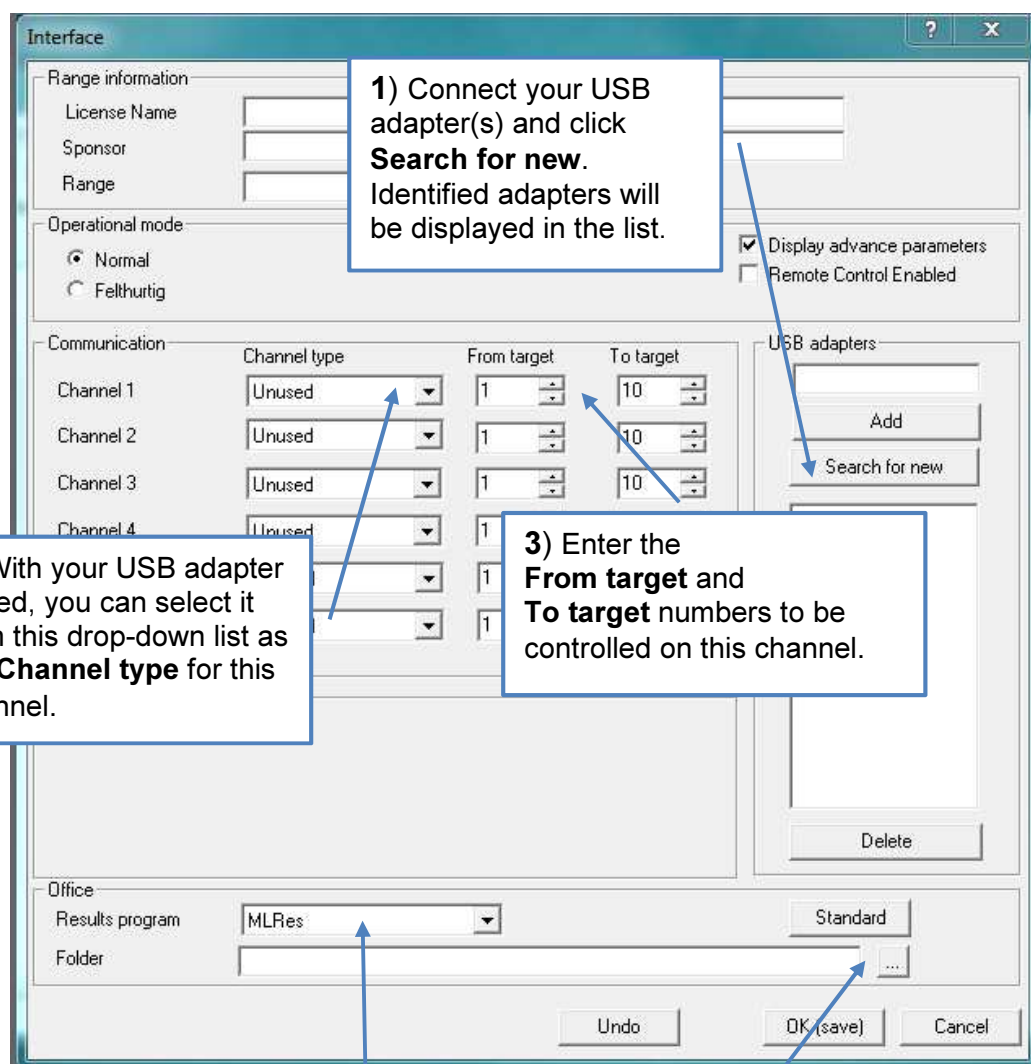 Interface
? X
Range information
License Name
Sponsor
Range
1) Connect your USB
adapter(s) and click
Search for new.
Identified adapters will
be displayed in the list.
Operational mode
Normal
Felthurtig
Display advance parameters
Remote Control Enabled
Communication
Channel type From target To target
Channel 1 Unused 1 10
Channel 2 Unused 1 10
Channel 3 Unused 1 10
Channel 4 Unused 1
1
1
USB adapters
Add
Search for new
Delete
With your USB adapter
ed, you can select it
this drop-down list as
Channel type for this
nnel.
3) Enter the
From target and
To target numbers to be
controlled on this channel.
Office
Results program MLRes Standard
Folder ...
Undo OK (save) Cancel